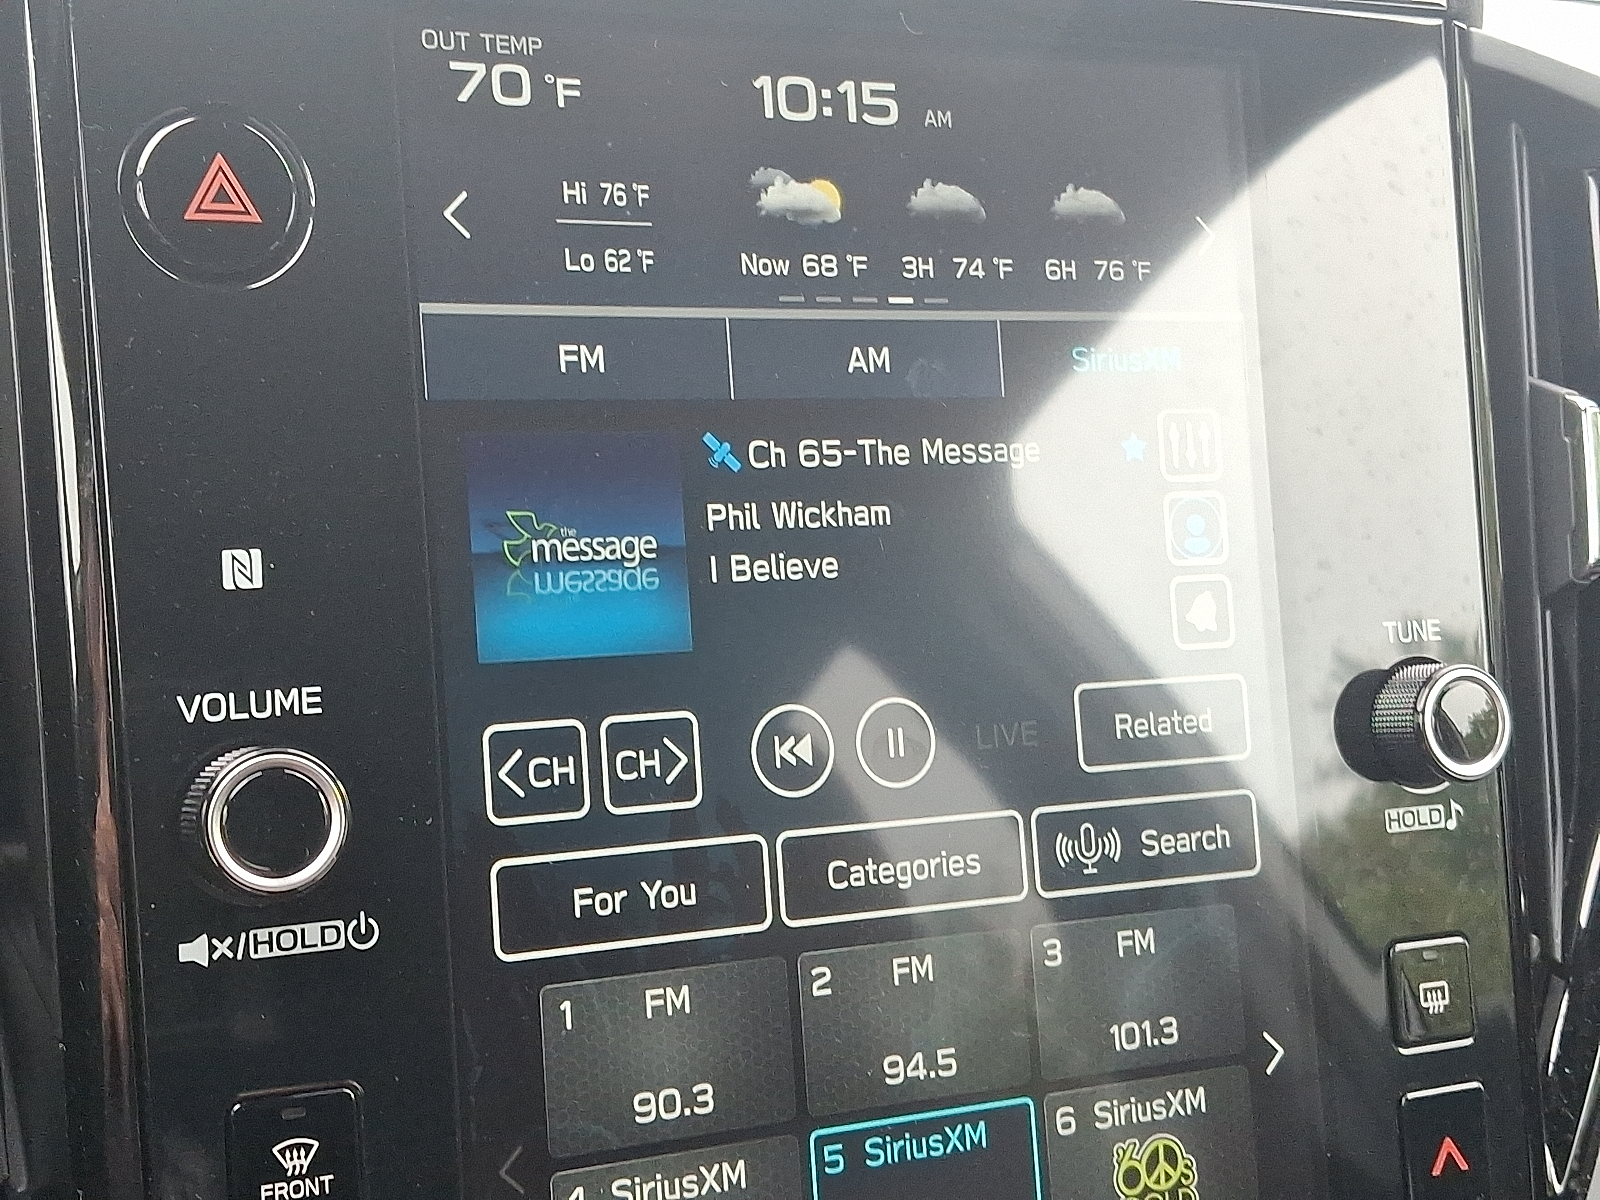 OUT TEMP
70 °F
10:15 AM
Hi 76 °F
Lo 62 °F
Now 68 °F 3H 74 °F 6H 76 °F
FM AM SiriusXM
Ch 65-The Message
the
message
Phil Wickham
I Believe
VOLUME
TUNE
<CH CH> LIVE Related
HOLD
For You Categories Search
×/HOLD
1 FM
90.3
2 FM
94.5
3 FM
101.3
4 SiriusXM
5 SiriusXM
6 SiriusXM
60s
GOLD
FRONT